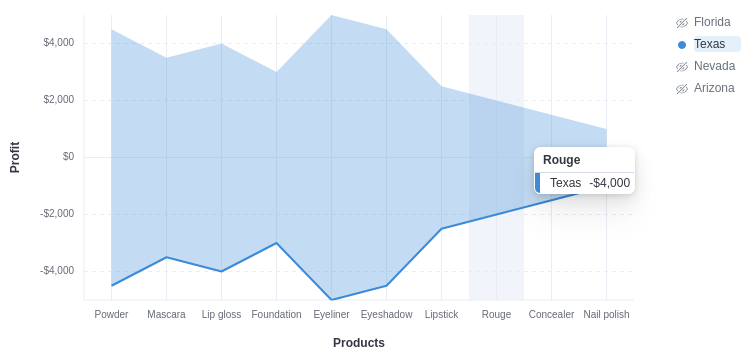 Florida
Texas
Nevada
Arizona
$4,000
$2,000
$0
-$2,000
-$4,000
Profit
Rouge
Texas -$4,000
Powder Mascara Lip gloss Foundation Eyeliner Eyeshadow Lipstick Rouge Concealer Nail polish
Products